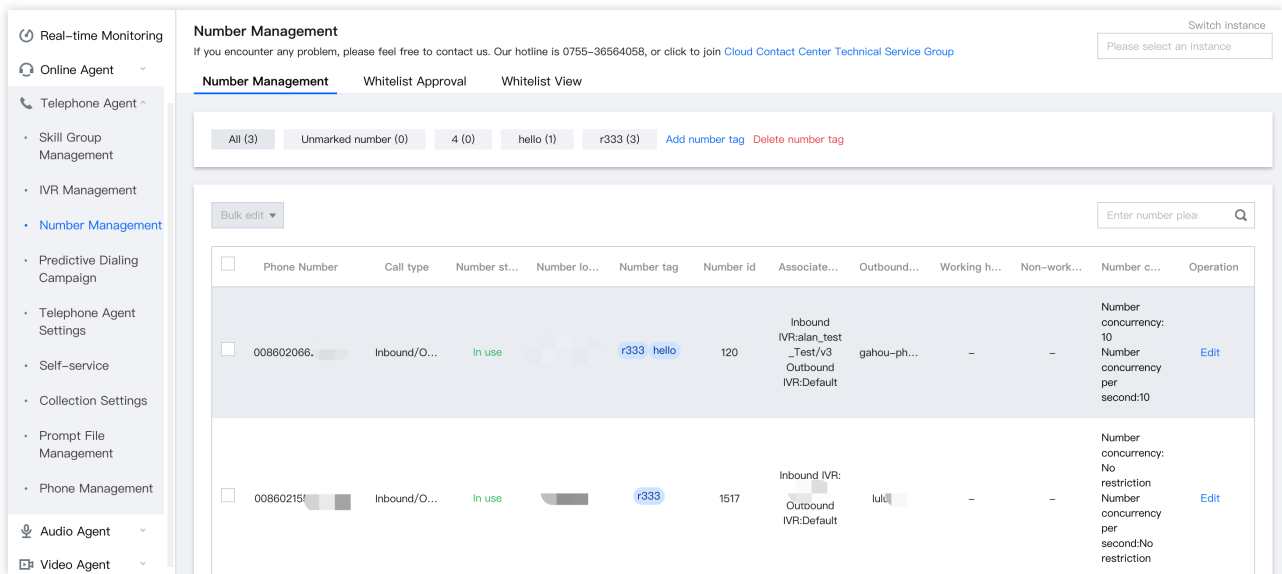 Real-time Monitoring
Online Agent
Telephone Agent
Skill Group
Management
IVR Management
Number Management
Predictive Dialing
Campaign
Telephone Agent
Settings
Self-service
Collection Settings
Prompt File
Management
Phone Management
Audio Agent
Video Agent
Number Management
Switch instance
If you encounter any problem, please feel free to contact us. Our hotline is 0755-36564058, or click to join Cloud Contact Center Technical Service Group
Please select an instance
Number Management Whitelist Approval Whitelist View
All (3) Unmarked number (0) 4 (0) hello (1) r333 (3) Add number tag Delete number tag
Bulk edit
Enter number plea:
Phone Number Call type Number st... Number lo... Number tag Number id Associate... Outbound... Working h... Non-work... Number c... Operation
008602066 Inbound/O... In use r333 hello 120
Inbound
IVR:alan_test
_Test/v3
Outbound
IVR:Default
gahou-ph... - -
Number
concurrency:
10
Number
concurrency
per
second:10
Edit
00860215 Inbound/O... In use r333 1517
Inbound IVR:
Outbound
IVR:Default
lulu - -
Number
concurrency:
No
restriction
Number
concurrency
per
second:No
restriction
Edit